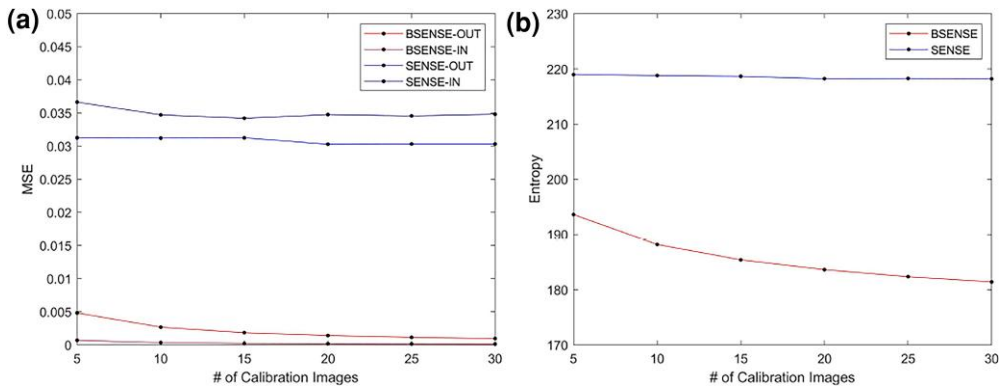 (a)
0.05
0.045
0.04
0.035
0.03
0.025
0.02
0.015
0.01
0.005
0
MSE
5 10 15 20 25 30
# of Calibration Images
BSENSE-OUT
BSENSE-IN
SENSE-OUT
SENSE-IN
(b)
230
220
210
200
190
180
170
Entropy
5 10 15 20 25 30
# of Calibration Images
BSENSE
SENSE